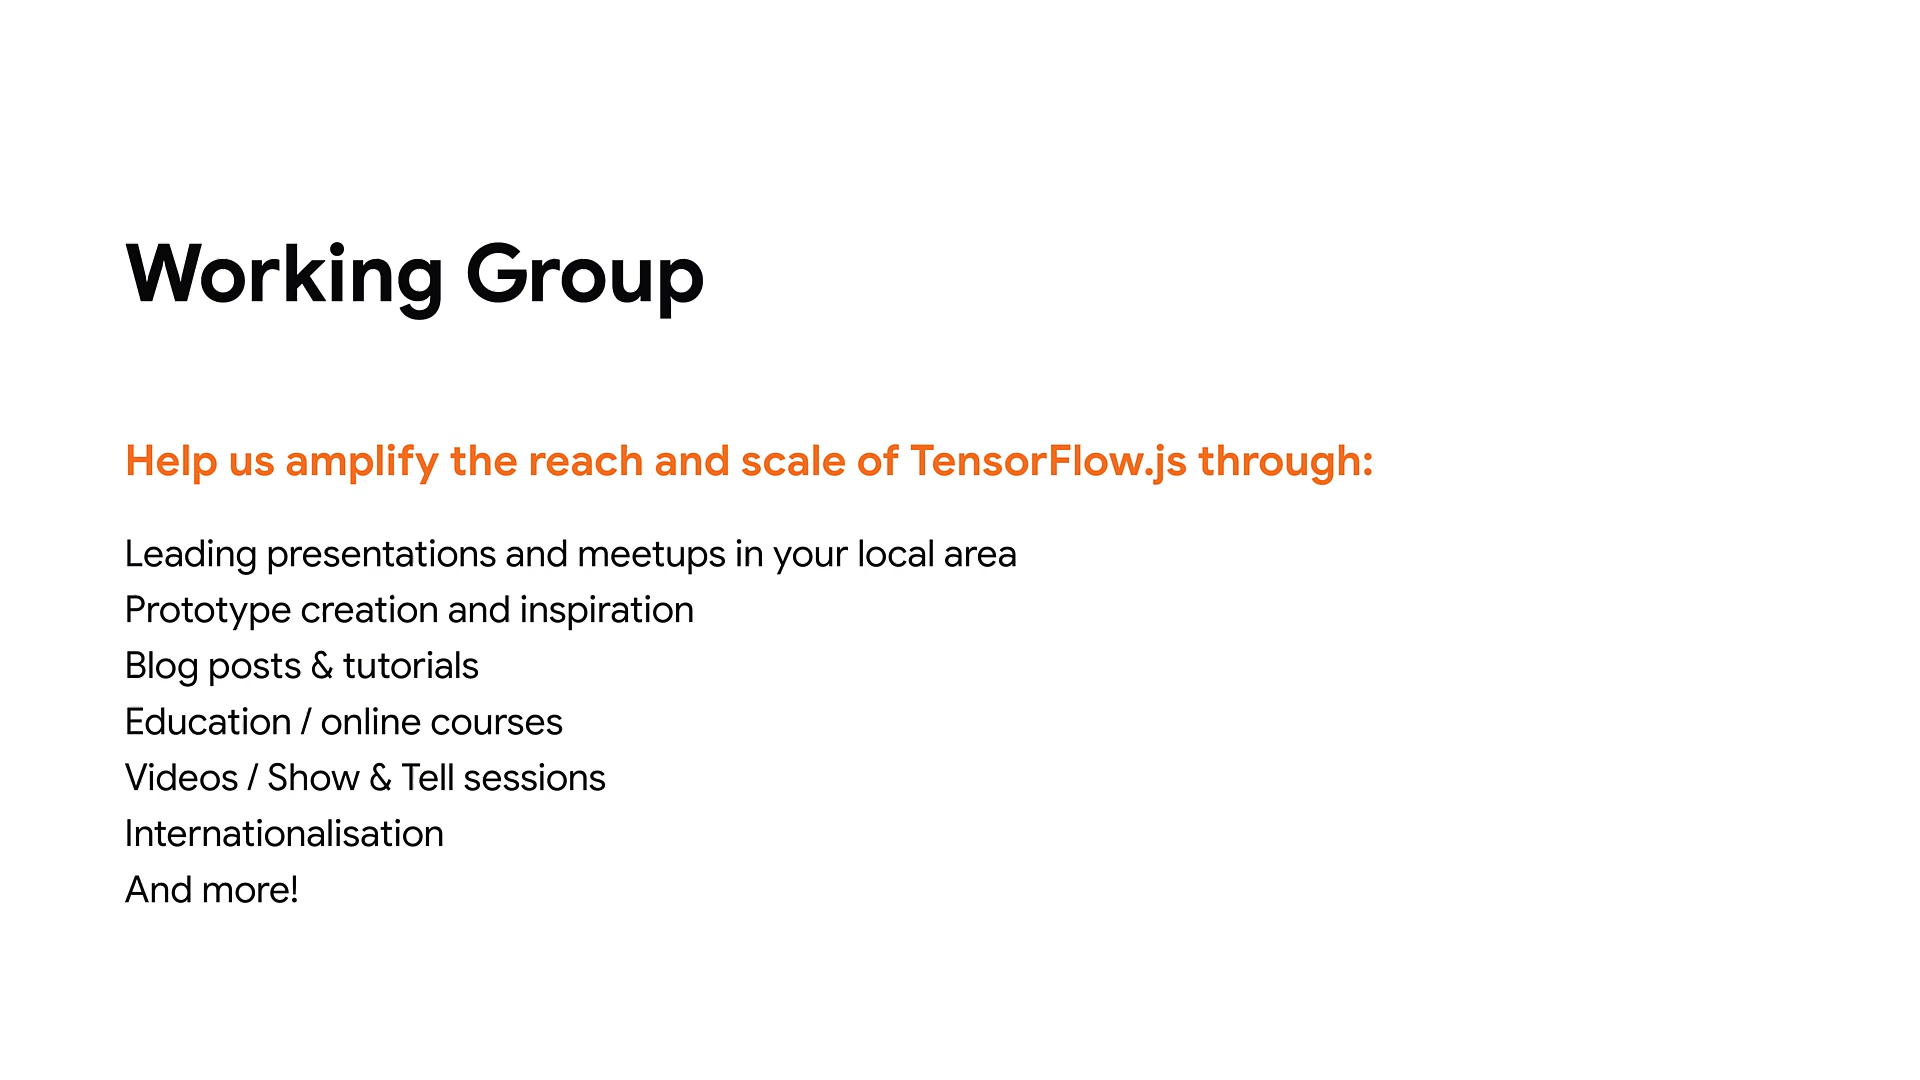 Working Group
Help us amplify the reach and scale of TensorFlow.js through:
Leading presentations and meetups in your local area
Prototype creation and inspiration
Blog posts & tutorials
Education / online courses
Videos / Show & Tell sessions
Internationalisation
And more!